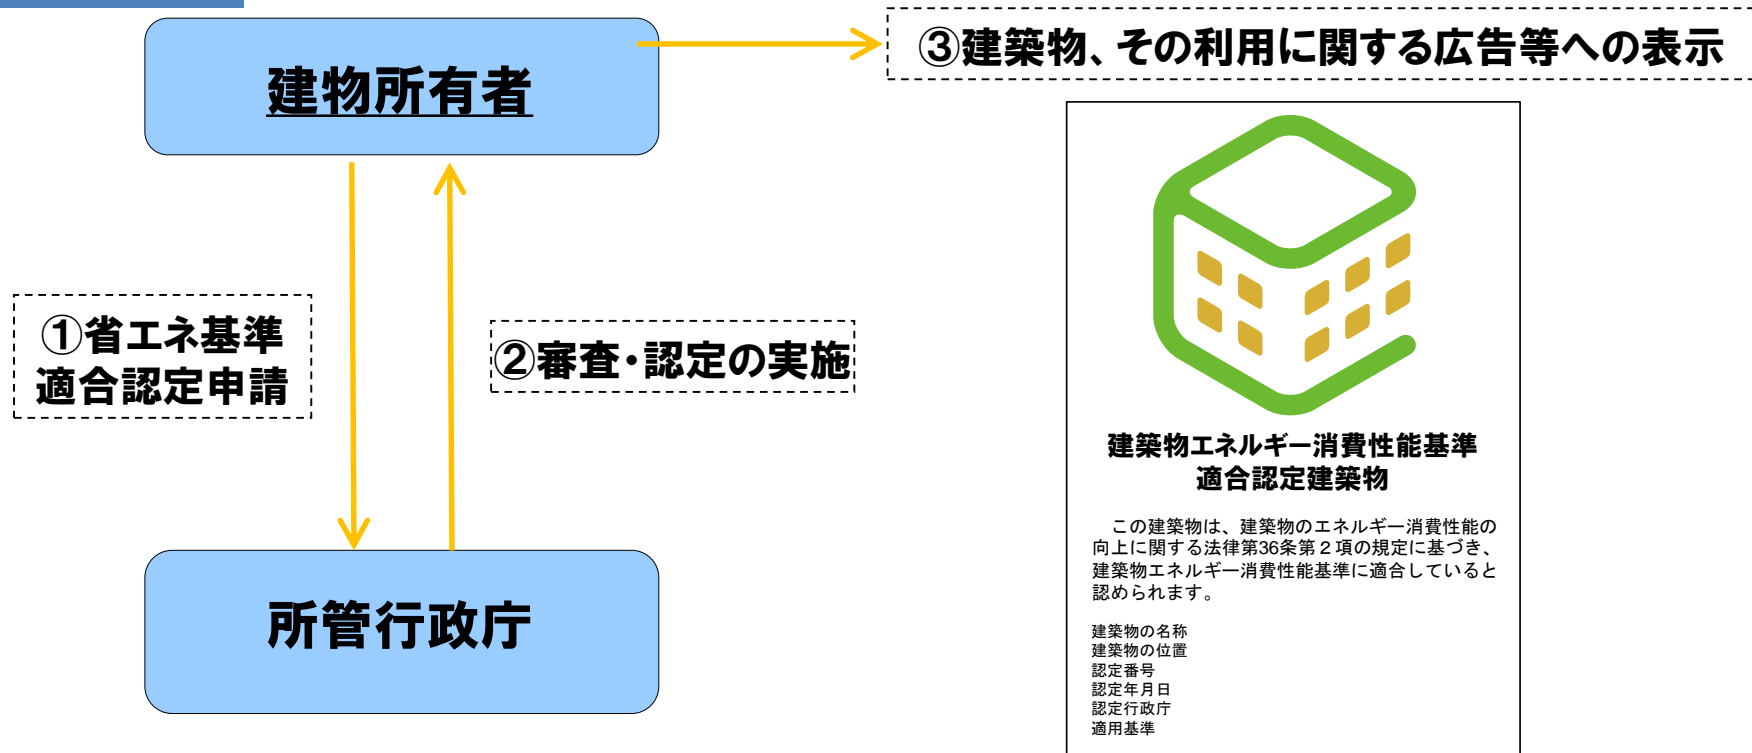 建物所有者
③建築物、その利用に関する広告等への表示
①省エネ基準
適合認定申請
②審査・認定の実施
所管行政庁
建築物エネルギー消費性能基準
適合認定建築物
この建築物は、建築物のエネルギー消費性能の
向上に関する法律第36条第２項の規定に基づき、
建築物エネルギー消費性能基準に適合していると
認められます。
建築物の名称
建築物の位置
認定番号
認定年月日
認定行政庁
適用基準